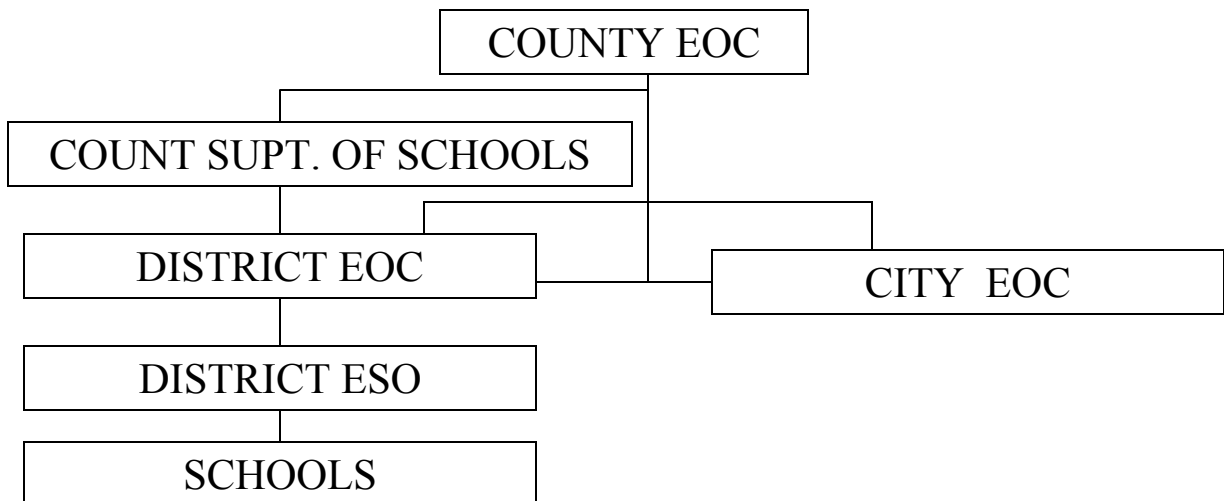 COUNTY EOC
COUNT SUPT. OF SCHOOLS
DISTRICT EOC
CITY EOC
DISTRICT ESO
SCHOOLS